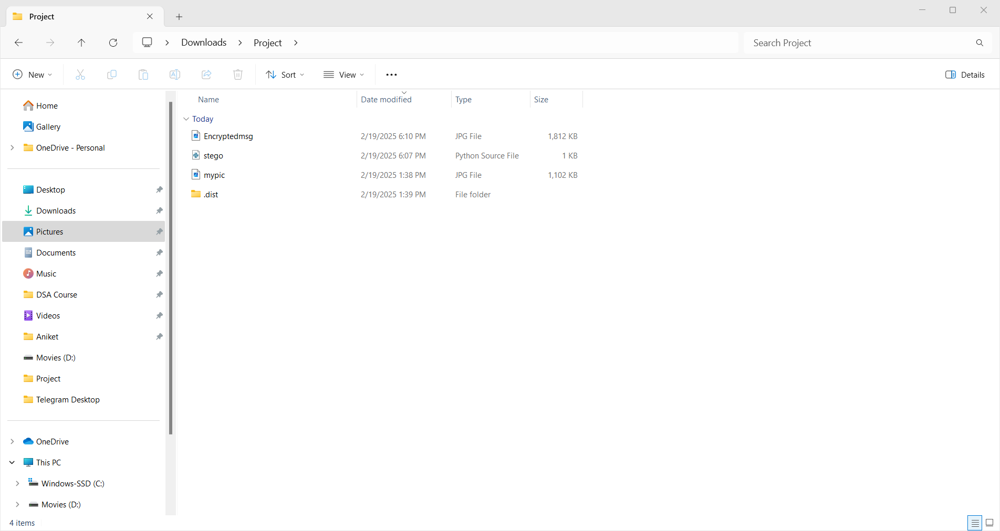 Project
Downloads
Project
Search Project
New
Sort
View
Details
Home
Gallery
OneDrive - Personal
Desktop
Downloads
Pictures
Documents
Music
DSA Course
Videos
Aniket
Movies (D:)
Project
Telegram Desktop
OneDrive
This PC
Windows-SSD (C:)
Movies (D:)
Name Date modified Type Size
Today
Encryptedmsg 2/19/2025 6:10 PM JPG File 1,812 KB
stego 2/19/2025 6:07 PM Python Source File 1 KB
mypic 2/19/2025 1:38 PM JPG File 1,102 KB
.dist 2/19/2025 1:39 PM File folder
4 items